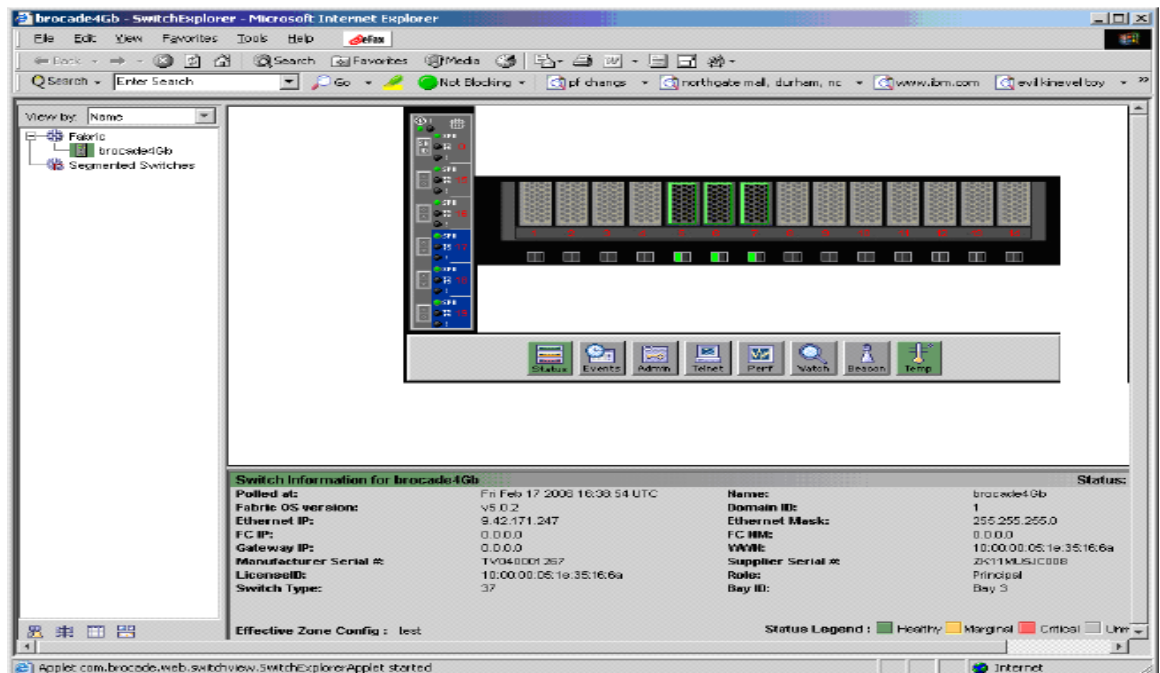 brocade4Gb - SwitchExplorer - Microsoft Internet Explorer
File Edit View Favorites Tools Help eFax
Back Search Favorites Media
Search Enter Search Go Not Blocking pf changs northgate mall, durham, nc www.ibm.com evil kinevel toy
View by: Name
Fabric
brocade4Gb
Segmented Switches
Status Events Admin Telnet Perf Watch Beacon Temp
Switch Information for brocade4Gb Status:
Polled at: Fri Feb 17 2006 16:38:54 UTC Name: brocade4Gb
Fabric OS version: v5.0.2 Domain ID: 1
Ethernet IP: 9.42.171.247 Ethernet Mask: 255.255.255.0
FC IP: 0.0.0.0 FC NM: 0.0.0.0
Gateway IP: 0.0.0.0 WWN: 10:00:00:05:1e:35:16:6a
Manufacturer Serial #: TV040001267 Supplier Serial #:
LicenseID: 10:00:00:05:1e:35:16:6a Role: Principal
Switch Type: 37 Bay ID: Bay 3
Effective Zone Config : test Status Legend : Healthy Marginal Critical
Applet com.brocade.web.switchview.SwitchExplorerApplet started Internet